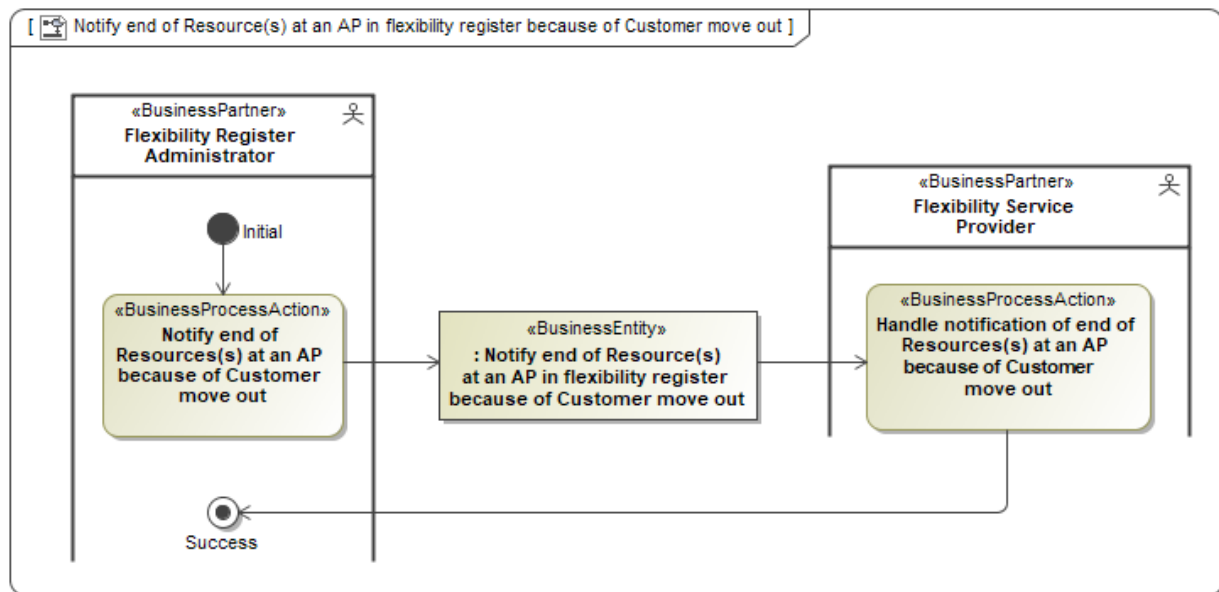 [ Notify end of Resource(s) at an AP in flexibility register because of Customer move out ]
«BusinessPartner»
Flexibility Register
Administrator
Initial
«BusinessProcessAction»
Notify end of
Resources(s) at an AP
because of Customer
move out
Success
«BusinessEntity»
: Notify end of Resource(s)
at an AP in flexibility register
because of Customer move out
«BusinessPartner»
Flexibility Service
Provider
«BusinessProcessAction»
Handle notification of end of
Resources(s) at an AP
because of Customer
move out